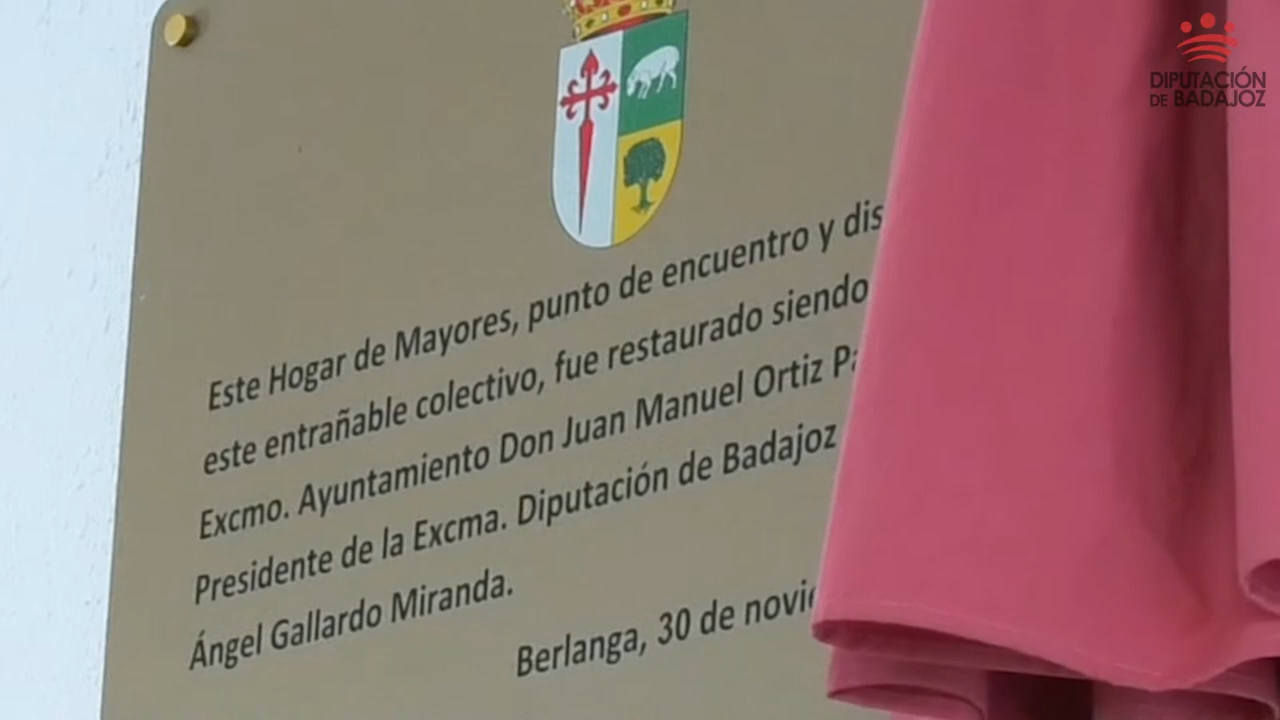 DIPUTACIÓN
DE BADAJOZ
Este Hogar de Mayores, punto de encuentro y dis
este entrañable colectivo, fue restaurado siendo
Excmo. Ayuntamiento Don Juan Manuel Ortiz Pa
Presidente de la Excma. Diputación de Badajoz
Ángel Gallardo Miranda.
Berlanga, 30 de novie